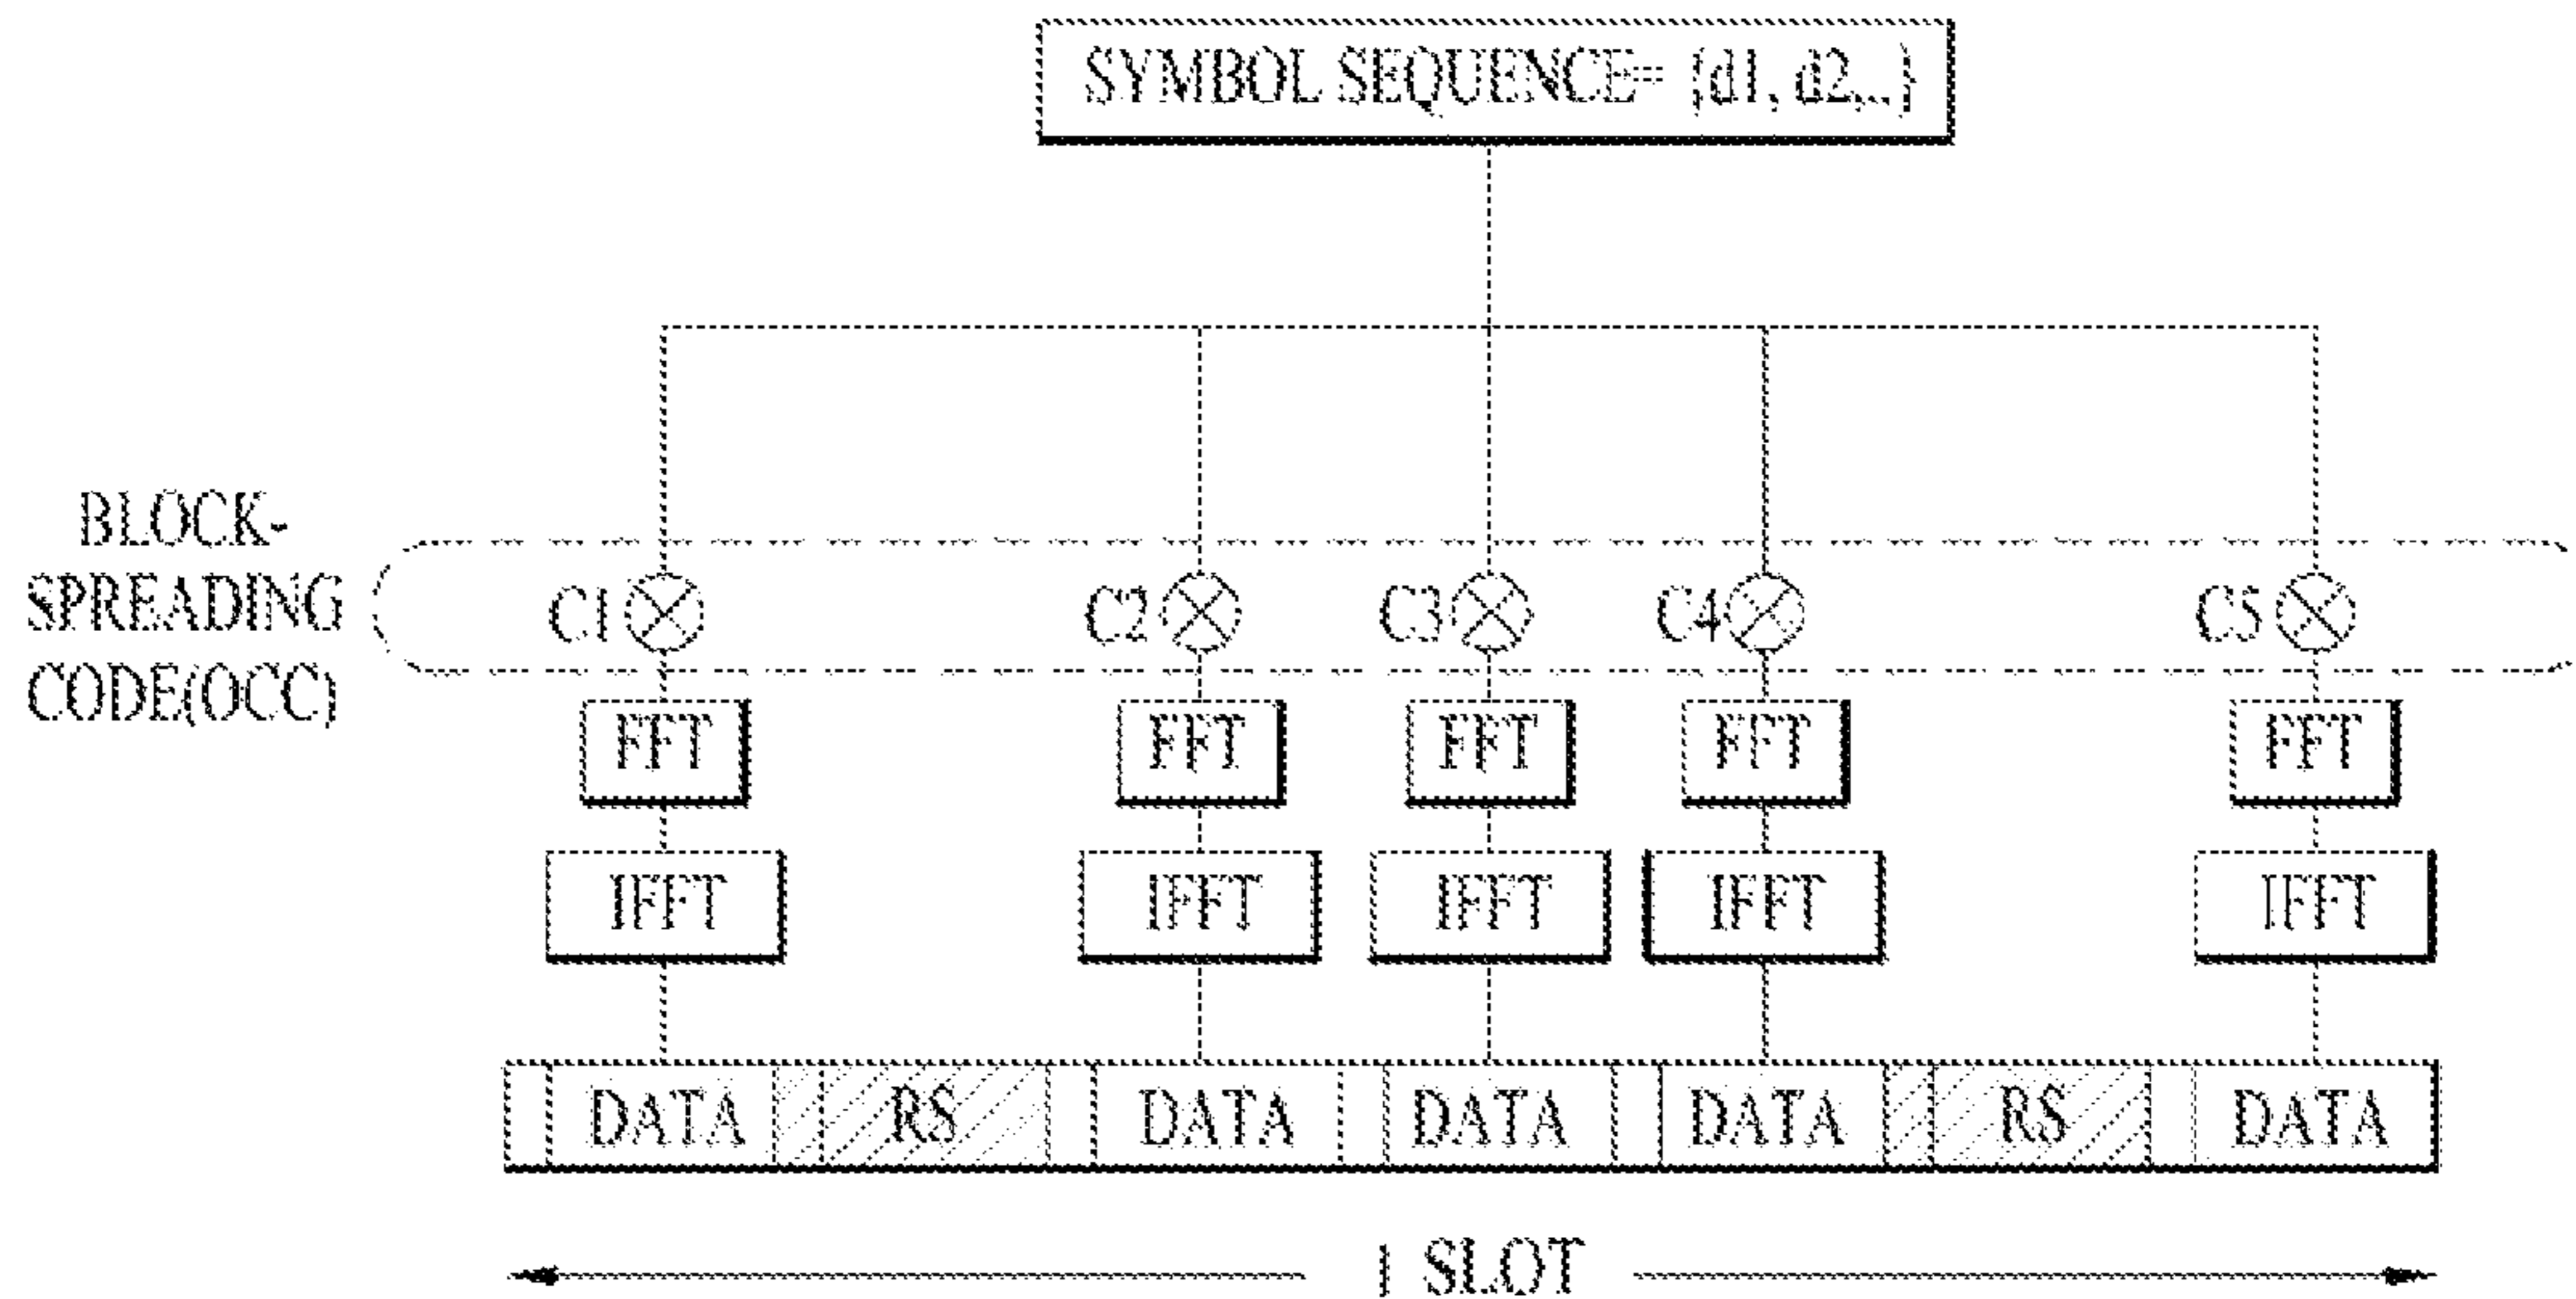 SYMBOL SEQUENCE= {d1, d2,..}
BLOCK-
SPREADING
CODE(OCC)
C1
C2
C3
C4
C5
FFT
FFT
FFT
FFT
FFT
IFFT
IFFT
IFFT
IFFT
IFFT
DATA
RS
DATA
DATA
DATA
RS
DATA
1 SLOT